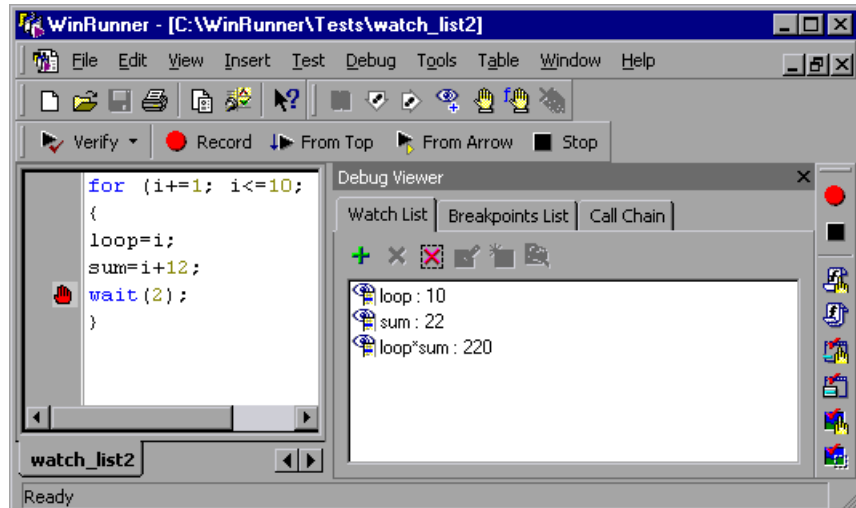 WinRunner - [C:\WinRunner\Tests\watch_list2]
File Edit View Insert Test Debug Tools Table Window Help
Verify Record From Top From Arrow Stop
for (i+=1; i<=10;
{
loop=i;
sum=i+12;
wait(2);
}
watch_list2
Debug Viewer
Watch List Breakpoints List Call Chain
loop : 10
sum : 22
loop*sum : 220
Ready